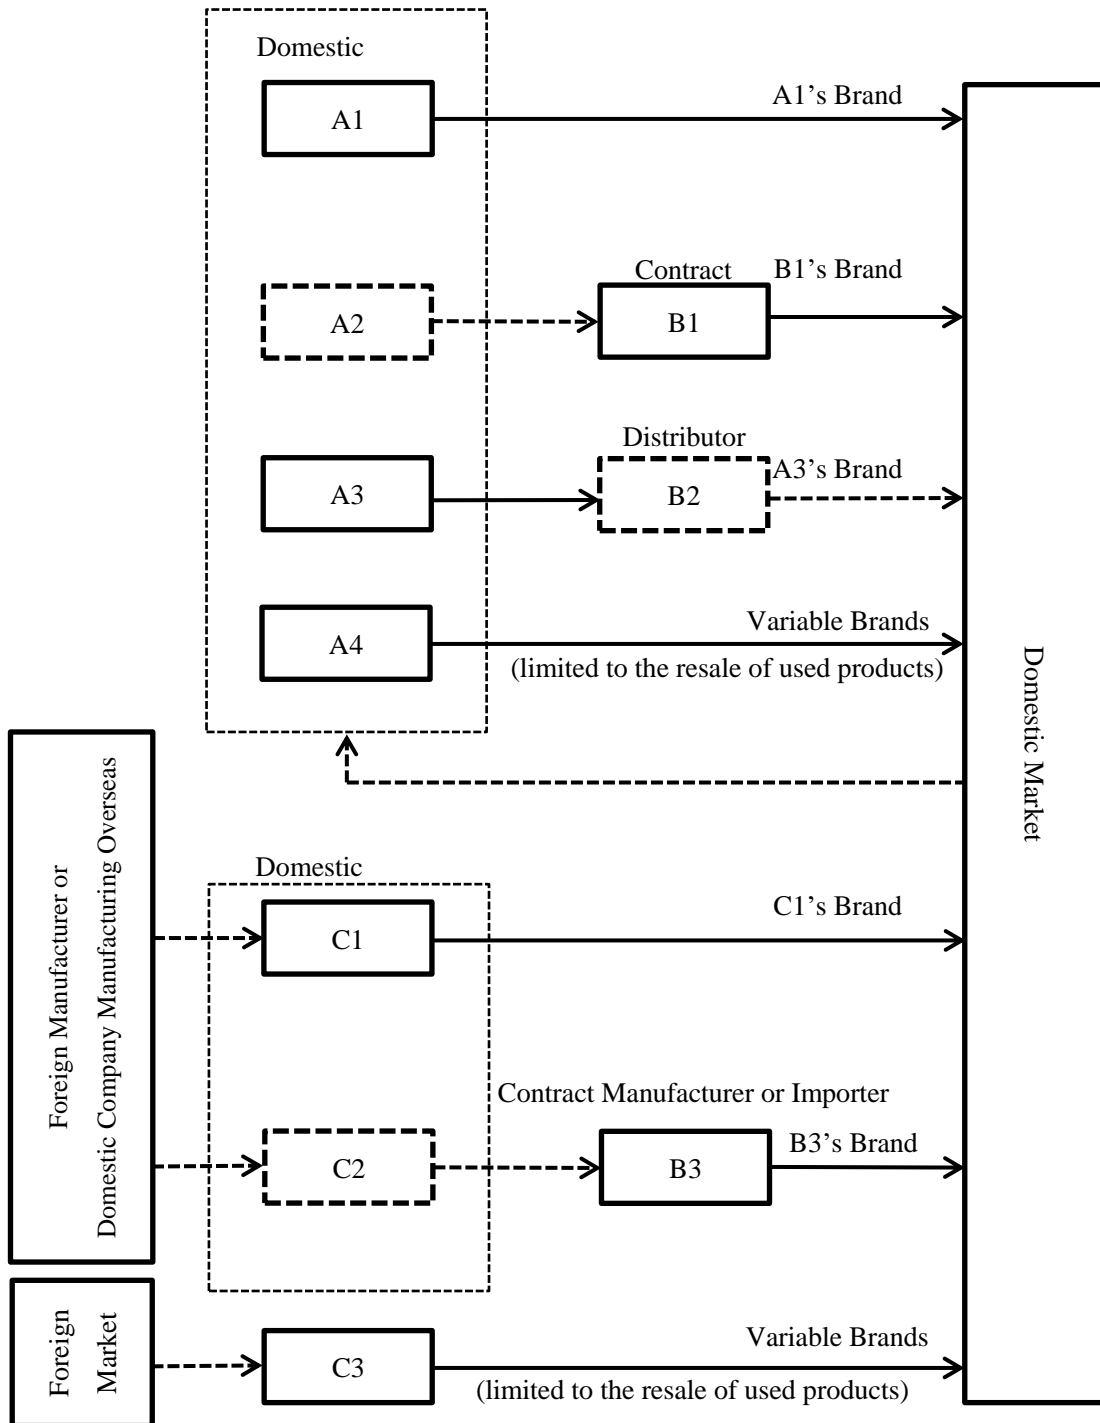 Domestic
A1
A1’s Brand
A2
Contract
B1
B1’s Brand
A3
Distributor
B2
A3’s Brand
A4
Variable Brands
(limited to the resale of used products)
Domestic Market
Foreign Manufacturer or
Domestic Company Manufacturing Overseas
Domestic
C1
C1’s Brand
C2
Contract Manufacturer or Importer
B3
B3’s Brand
Foreign
Market
C3
Variable Brands
(limited to the resale of used products)